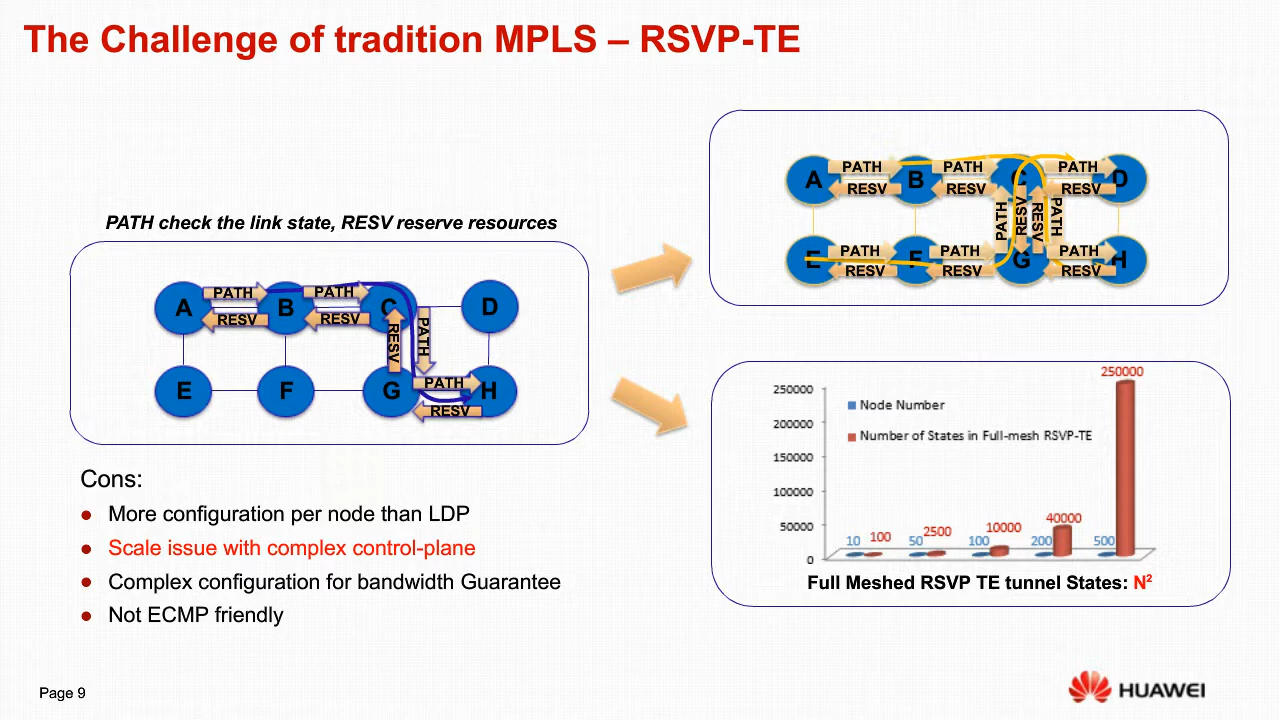 The Challenge of tradition MPLS – RSVP-TE
PATH check the link state, RESV reserve resources
A PATH B PATH C D
RESV RESV
RESV PATH
E F G PATH H
RESV
Cons:
● More configuration per node than LDP
● Scale issue with complex control-plane
● Complex configuration for bandwidth Guarantee
● Not ECMP friendly
A PATH B PATH C PATH D
RESV RESV RESV
PATH RESV RESV PATH
E PATH F PATH G PATH H
RESV RESV RESV
250000
200000
150000
100000
50000
0
Node Number
Number of States in Full-mesh RSVP-TE
10 100 50 2500 100 10000 200 40000 500 250000
Full Meshed RSVP TE tunnel States: N²
Page 9
HUAWEI